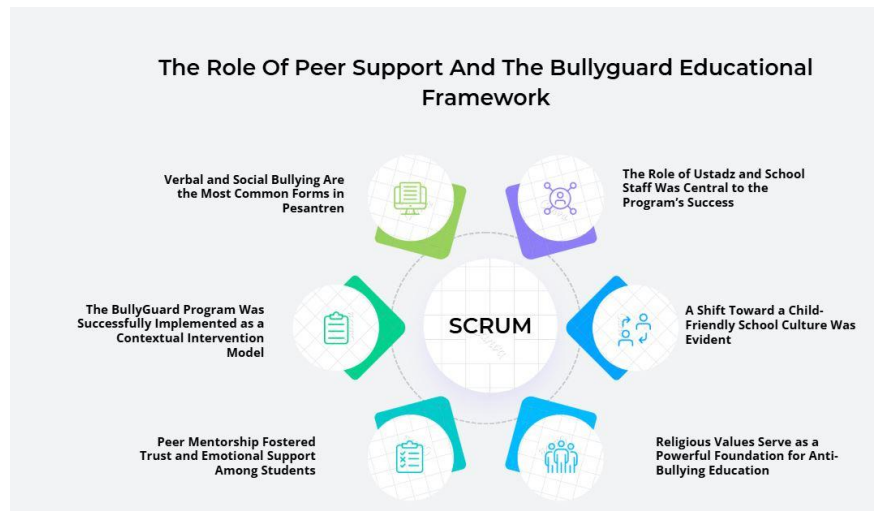 The Role Of Peer Support And The Bullyguard Educational
Framework
Verbal and Social Bullying Are
the Most Common Forms in
Pesantren
The Role of Ustadz and School
Staff Was Central to the
Program's Success
The BullyGuard Program Was
Successfully Implemented as a
Contextual Intervention
Model
SCRUM
A Shift Toward a Child-
Friendly School Culture Was
Evident
Peer Mentorship Fostered
Trust and Emotional Support
Among Students
Religious Values Serve as a
Powerful Foundation for Anti-
Bullying Education